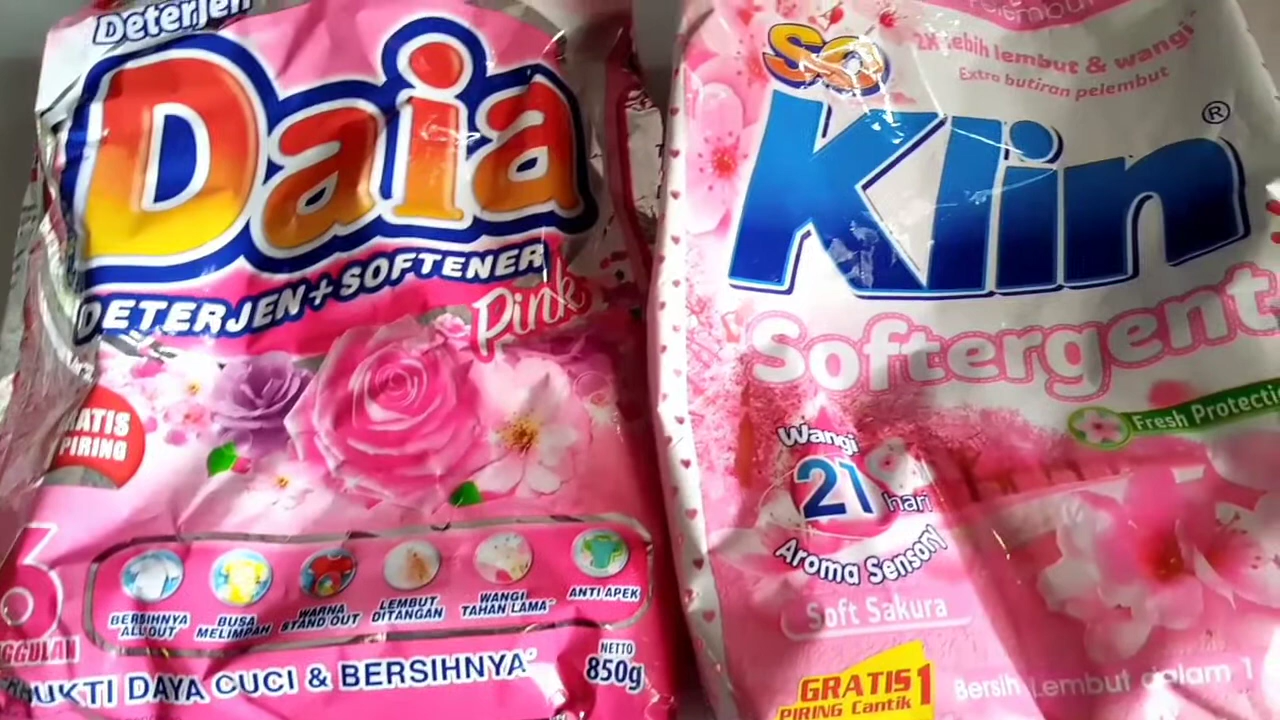 Deterjen
Daia
DETERJEN+SOFTENER
Pink
GRATIS
PIRING
6
BERSIHNYA
ALL OUT
BUSA
MELIMPAH
WARNA
STAND OUT
LEMBUT
DITANGAN
WANGI
TAHAN LAMA*
ANTI APEK
DAYA CUCI & BERSIHNYA*
NETTO
850g
So
2X lebih lembut & wangi
Extra butiran pelembut
Klin®
Softergent
Fresh Protecti
Wangi
21 hari
Aroma Sensory
Soft Sakura
GRATIS 1
PIRING Cantik
Bersih Lembut dalam 1